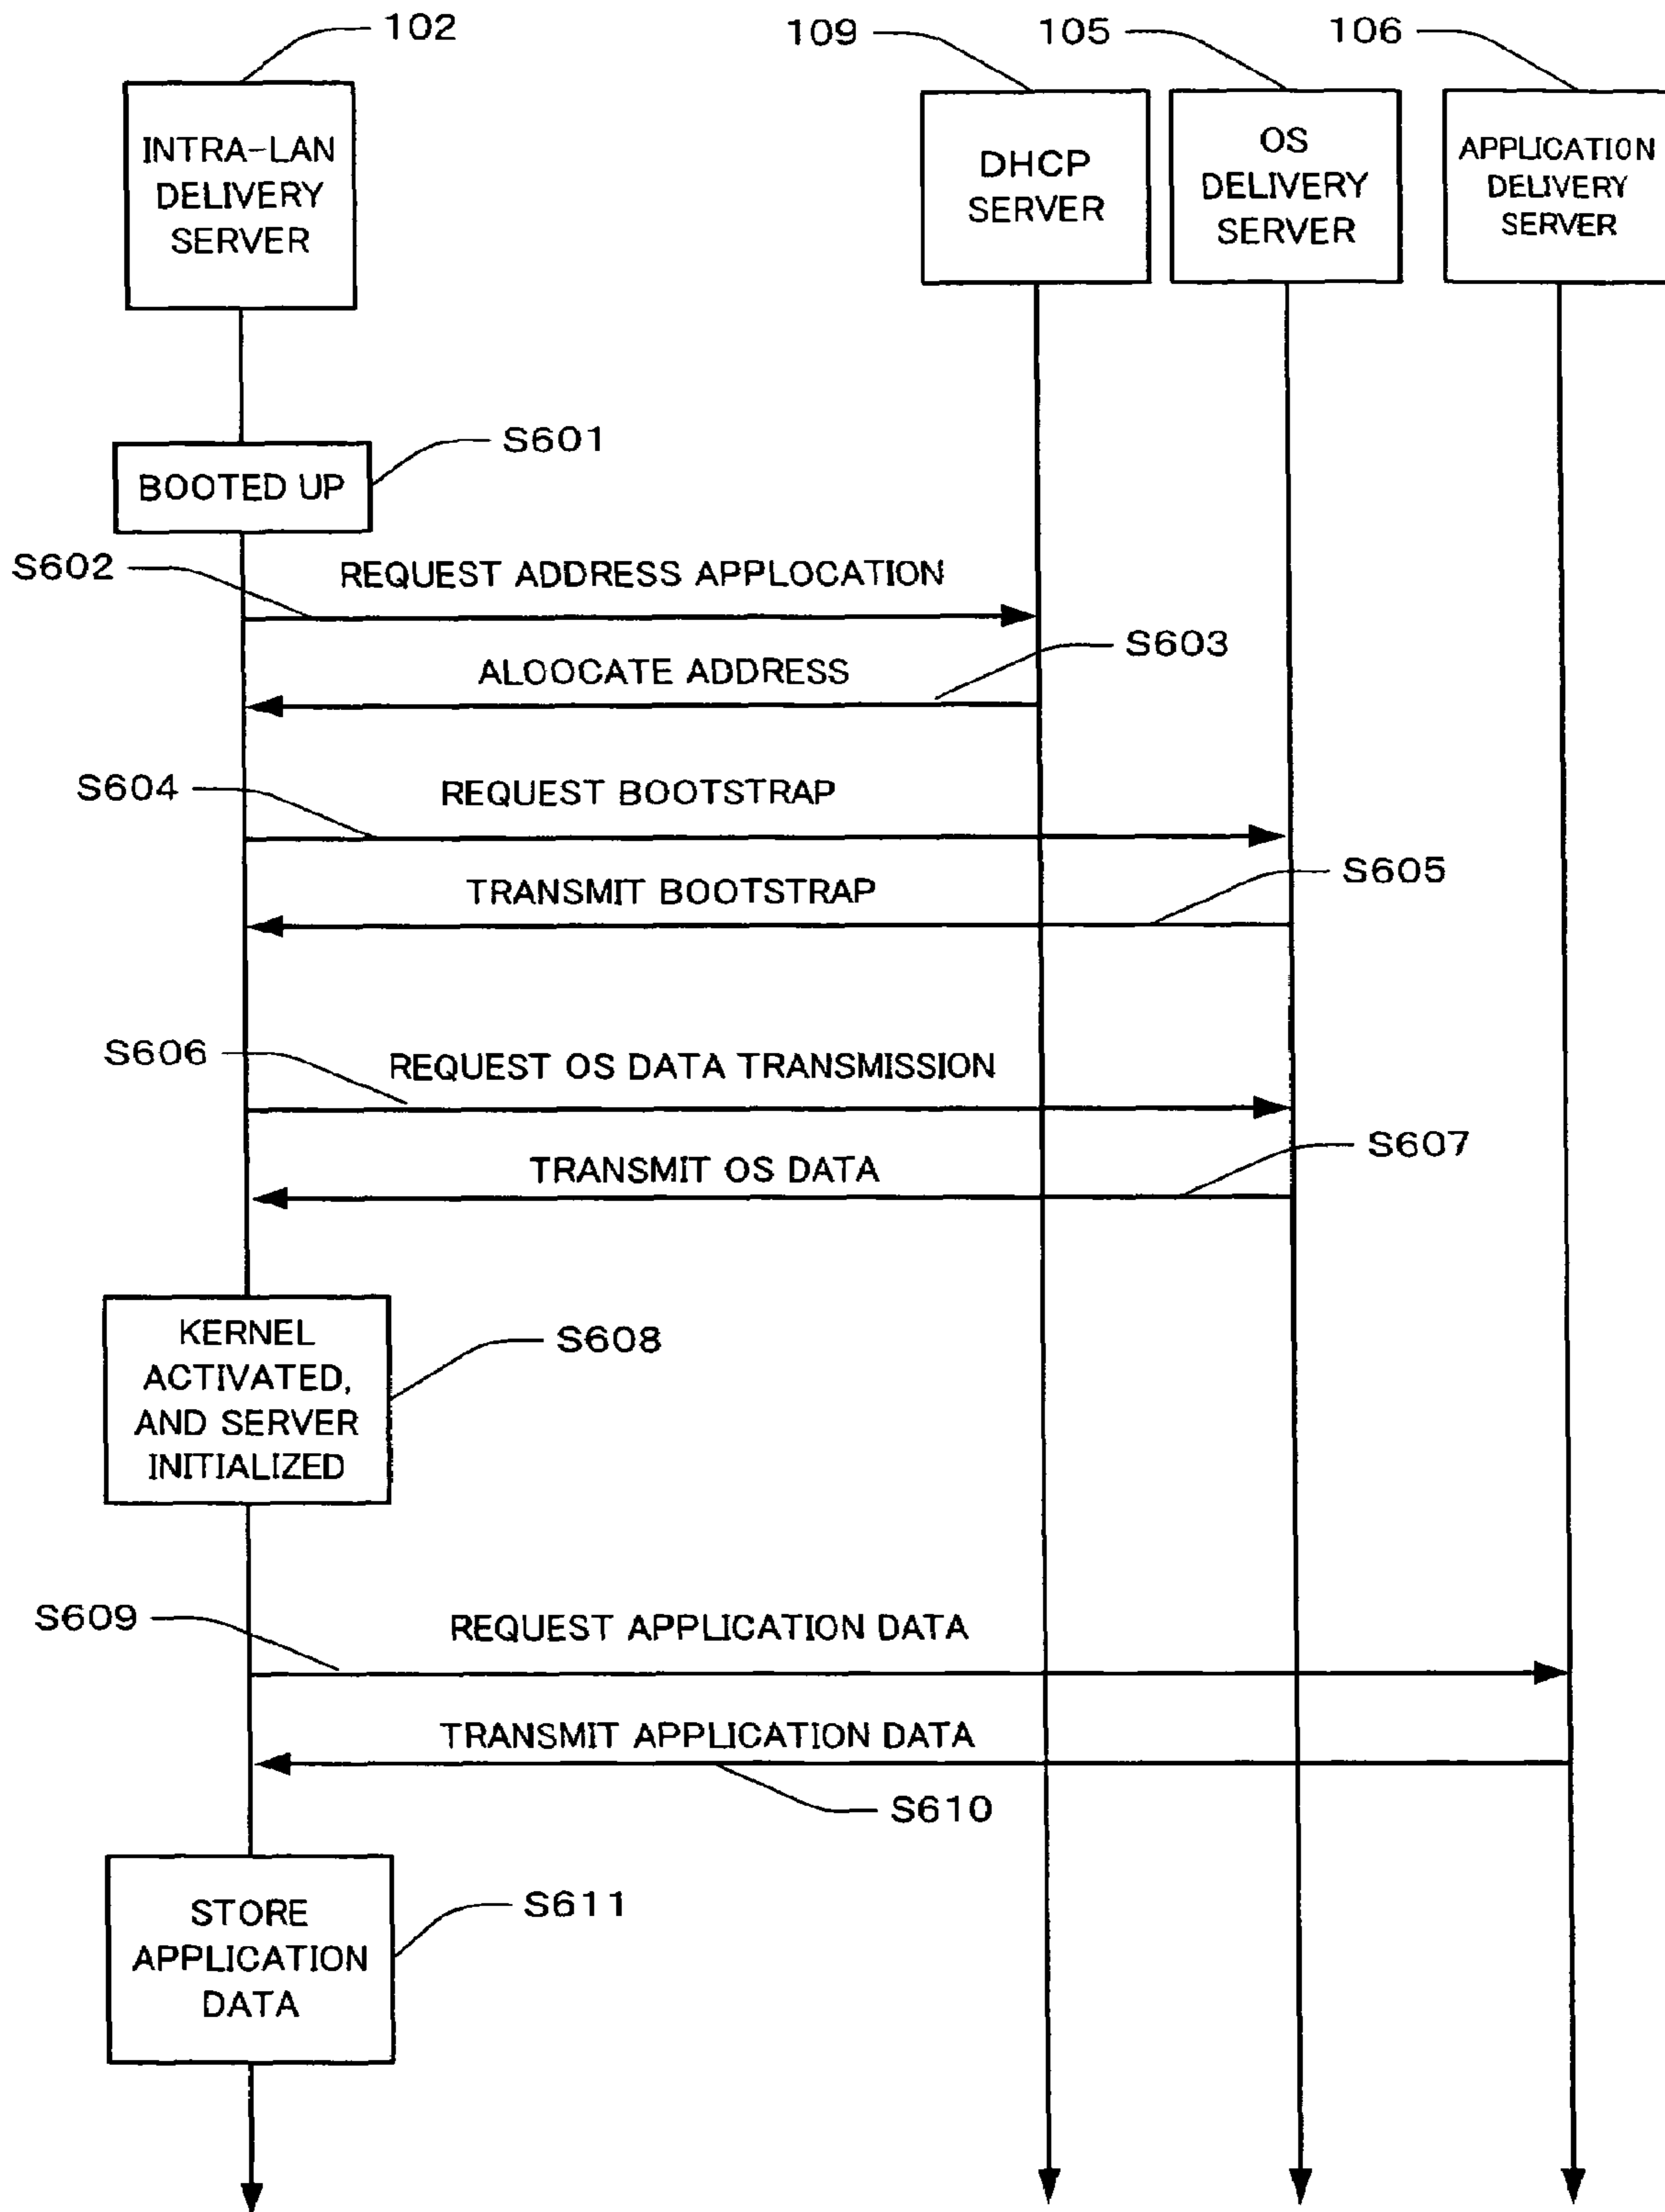 102
109
105
106
INTRA-LAN
DELIVERY
SERVER
DHCP
SERVER
OS
DELIVERY
SERVER
APPLICATION
DELIVERY
SERVER
S601
BOOTED UP
S602
REQUEST ADDRESS APPLOCATION
S603
ALOOCATE ADDRESS
S604
REQUEST BOOTSTRAP
S605
TRANSMIT BOOTSTRAP
S606
REQUEST OS DATA TRANSMISSION
S607
TRANSMIT OS DATA
KERNEL
ACTIVATED,
AND SERVER
INITIALIZED
S608
S609
REQUEST APPLICATION DATA
TRANSMIT APPLICATION DATA
S610
STORE
APPLICATION
DATA
S611